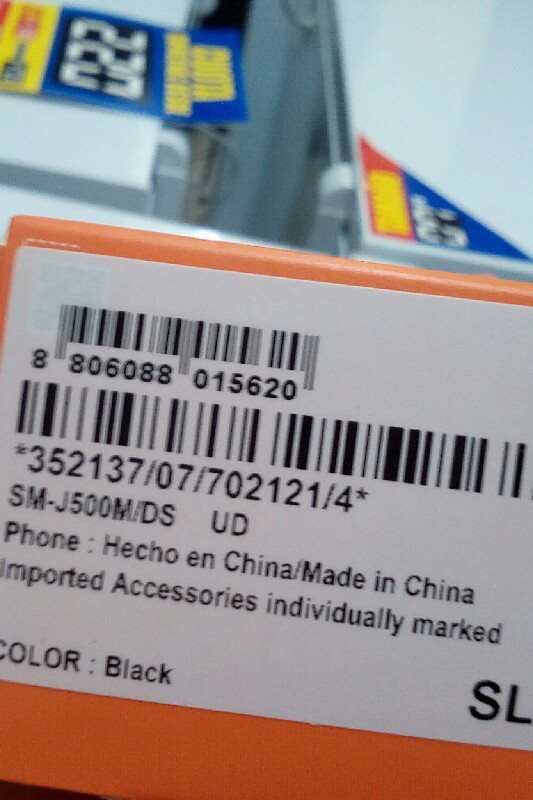 8 806088 015620
*352137/07/702121/4*
SM-J500M/DS UD
Phone : Hecho en China/Made in China
Imported Accessories individually marked
COLOR : Black
SL